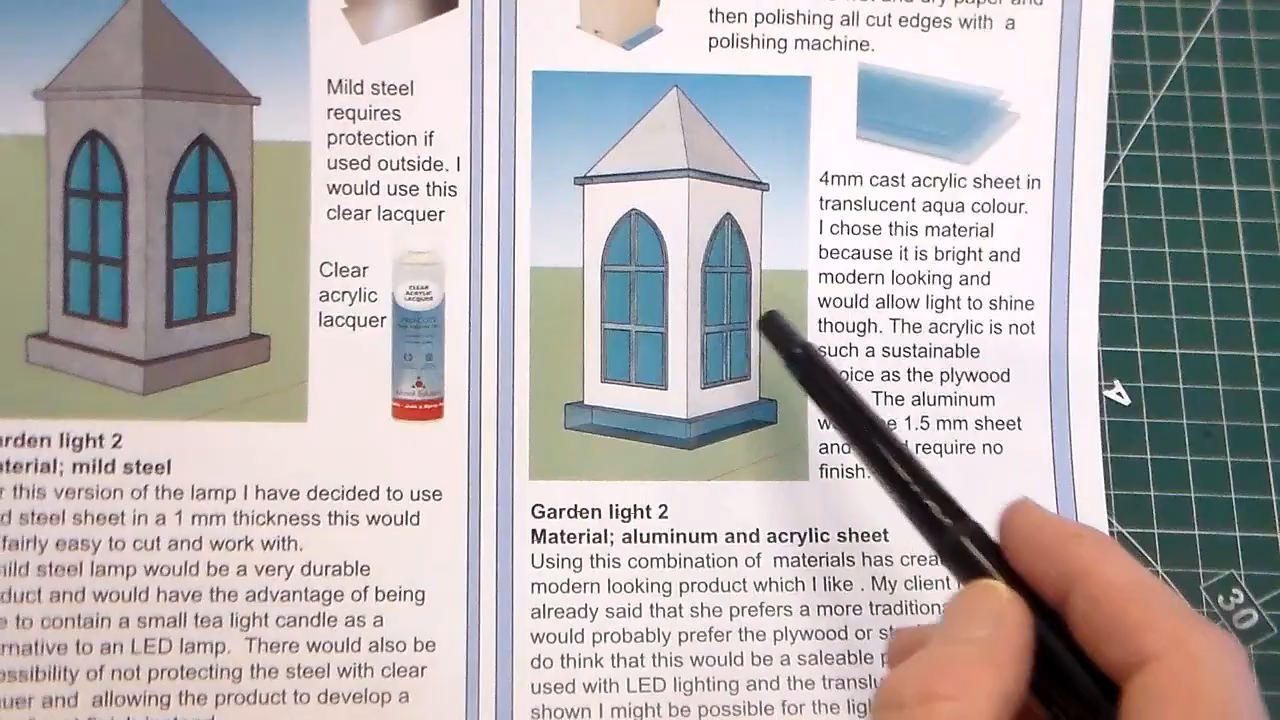 Mild steel
requires
protection if
used outside. I
would use this
clear lacquer
Clear
acrylic
lacquer
CLEAR
ACRYLIC
LACQUER
rden light 2
terial; mild steel
this version of the lamp I have decided to use
steel sheet in a 1 mm thickness this would
fairly easy to cut and work with.
ild steel lamp would be a very durable
duct and would have the advantage of being
to contain a small tea light candle as a
rnative to an LED lamp. There would also be
ossibility of not protecting the steel with clear
uer and allowing the product to develop a
then polishing all cut edges with a
polishing machine.
4mm cast acrylic sheet in
translucent aqua colour.
I chose this material
because it is bright and
modern looking and
would allow light to shine
though. The acrylic is not
such a sustainable
oice as the plywood
The aluminum
1.5 mm sheet
and require no
finish.
Garden light 2
Material; aluminum and acrylic sheet
Using this combination of materials has crea
modern looking product which I like . My client
already said that she prefers a more tradition
would probably prefer the plywood or st
do think that this would be a saleable
used with LED lighting and the translu
shown I might be possible for the lig
A
30